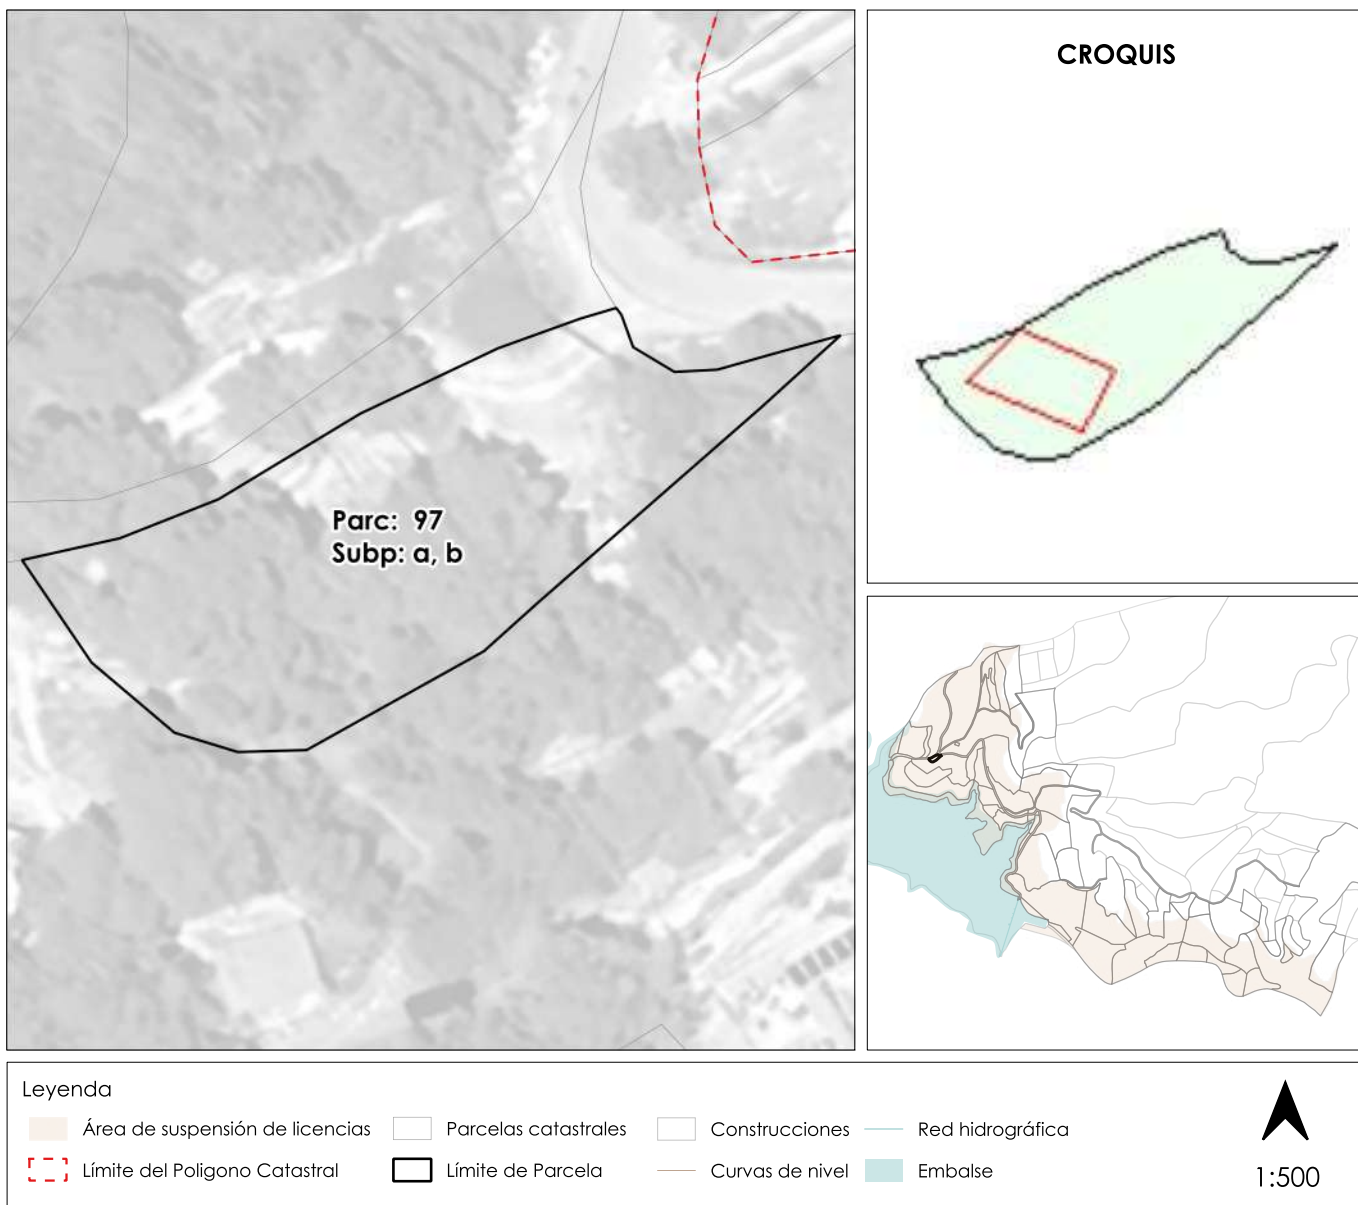 CROQUIS
Parc: 97
Subp: a, b
Leyenda
Área de suspensión de licencias
Parcelas catastrales
Construcciones
Red hidrográfica
Límite del Poligono Catastral
Límite de Parcela
Curvas de nivel
Embalse
1:500